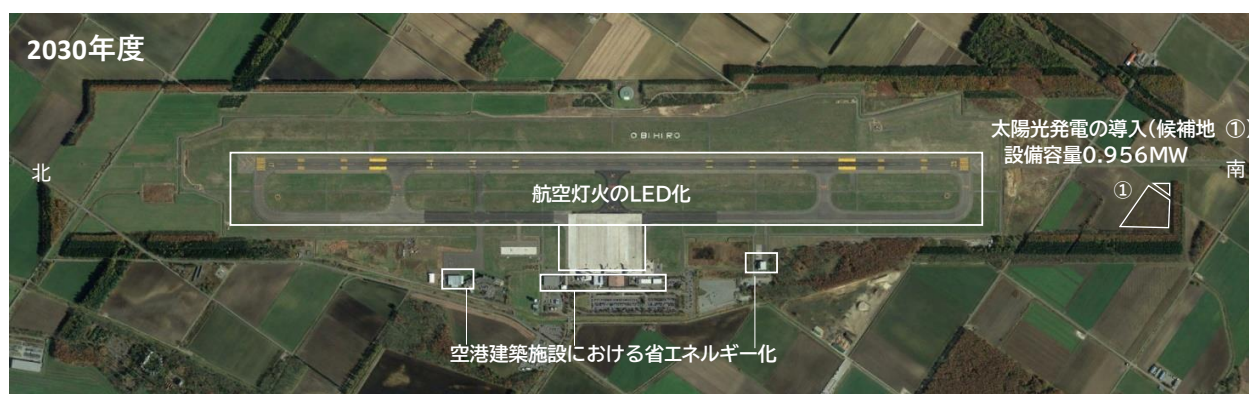 2030年度
OBIHIRO
太陽光発電の導入(候補地 ①)
設備容量0.956MW
北
南
①
航空灯火のLED化
空港建築施設における省エネルギー化